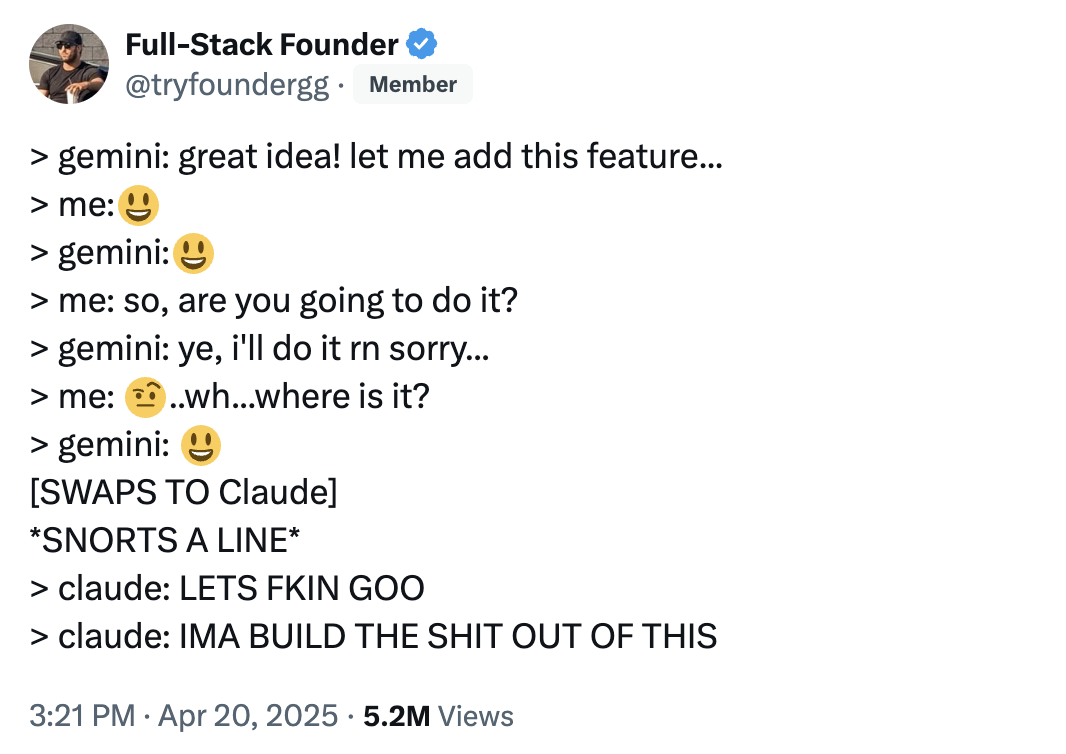 Full-Stack Founder
@tryfoundergg · Member
> gemini: great idea! let me add this feature...
> me:😃
> gemini:😃
> me: so, are you going to do it?
> gemini: ye, i'll do it rn sorry...
> me: 🤨..wh...where is it?
> gemini: 😃
[SWAPS TO Claude]
*SNORTS A LINE*
> claude: LETS FKIN GOO
> claude: IMA BUILD THE SHIT OUT OF THIS
3:21 PM · Apr 20, 2025 · 5.2M Views